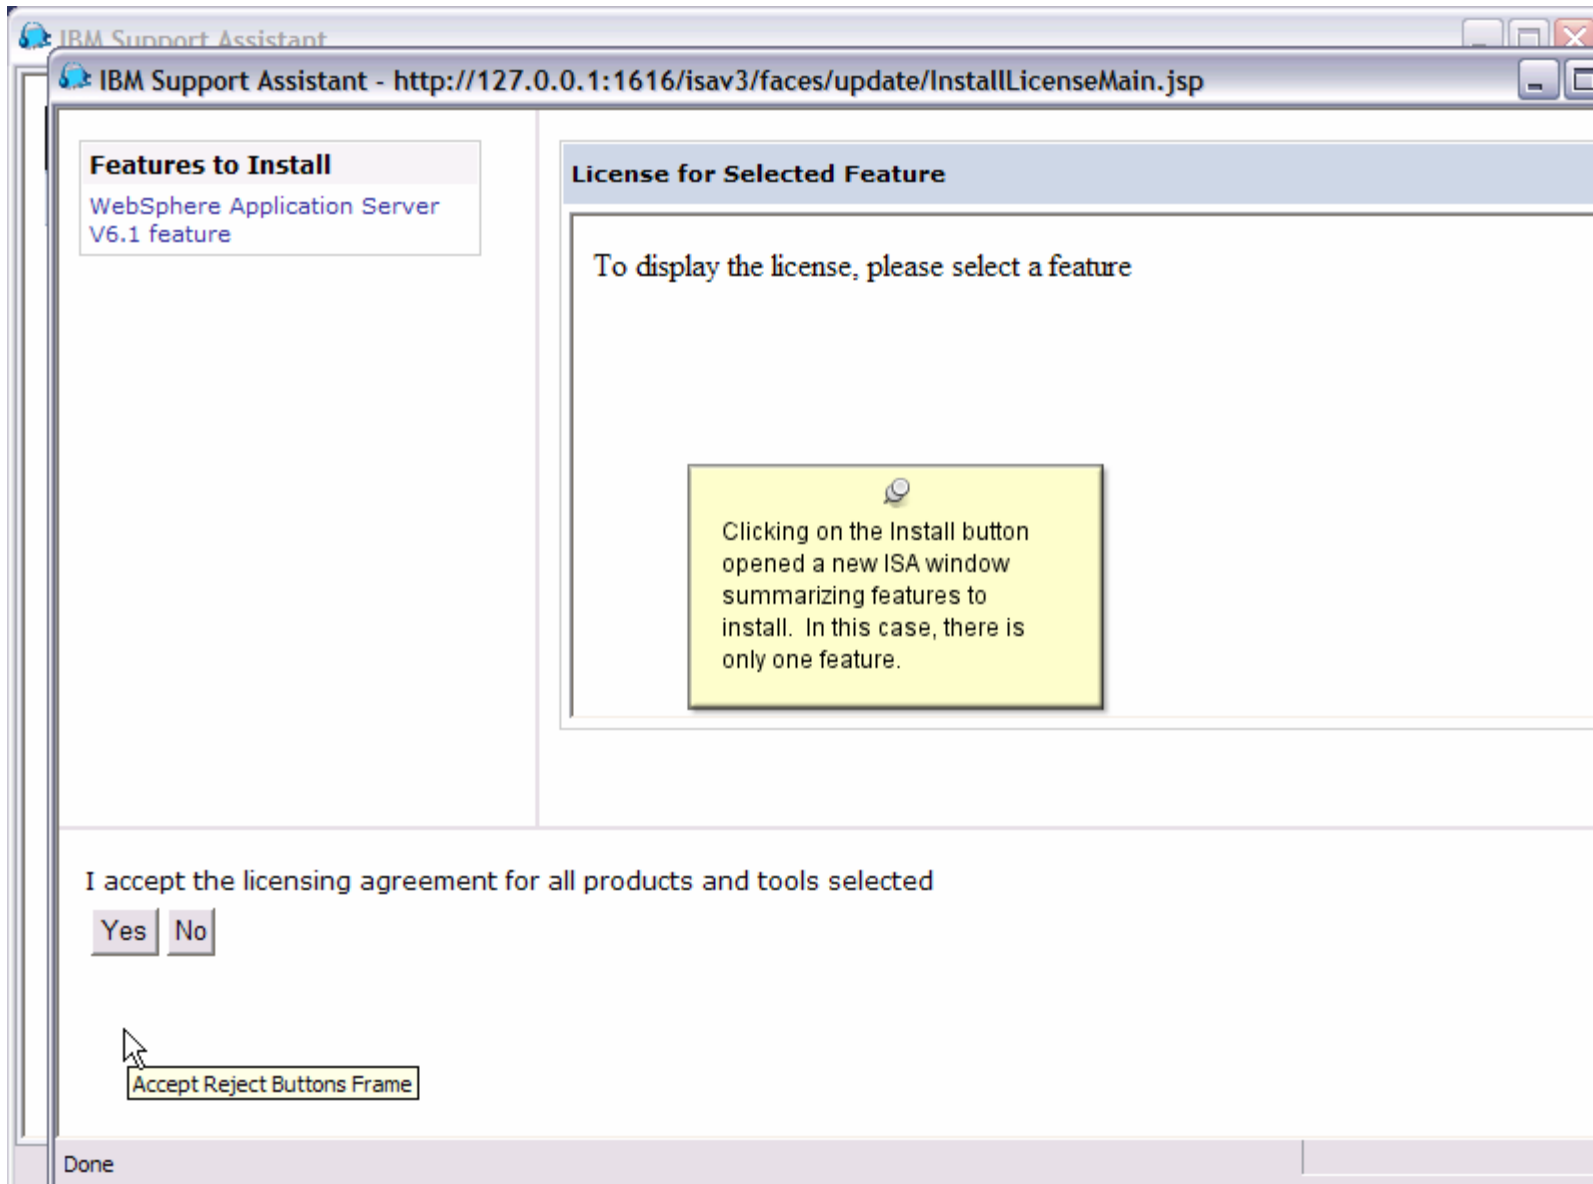 IBM Support Assistant
IBM Support Assistant - http://127.0.0.1:1616/isav3/faces/update/InstallLicenseMain.jsp
Features to Install
WebSphere Application Server
V6.1 feature
License for Selected Feature
To display the license, please select a feature
Clicking on the Install button
opened a new ISA window
summarizing features to
install.  In this case, there is
only one feature.
I accept the licensing agreement for all products and tools selected
Yes No
Accept Reject Buttons Frame
Done